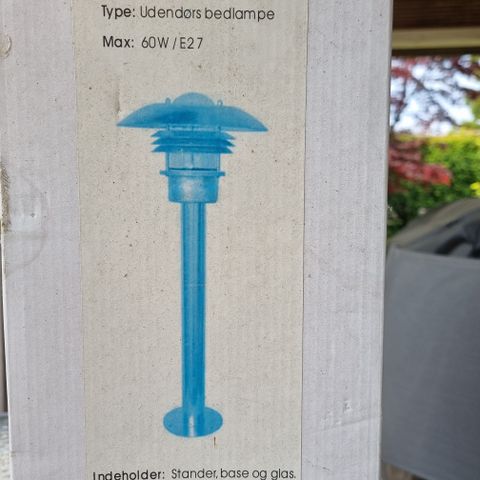 Type: Udendørs bedlampe
Max: 60W / E27
Indeholder: Stander, base og glas.